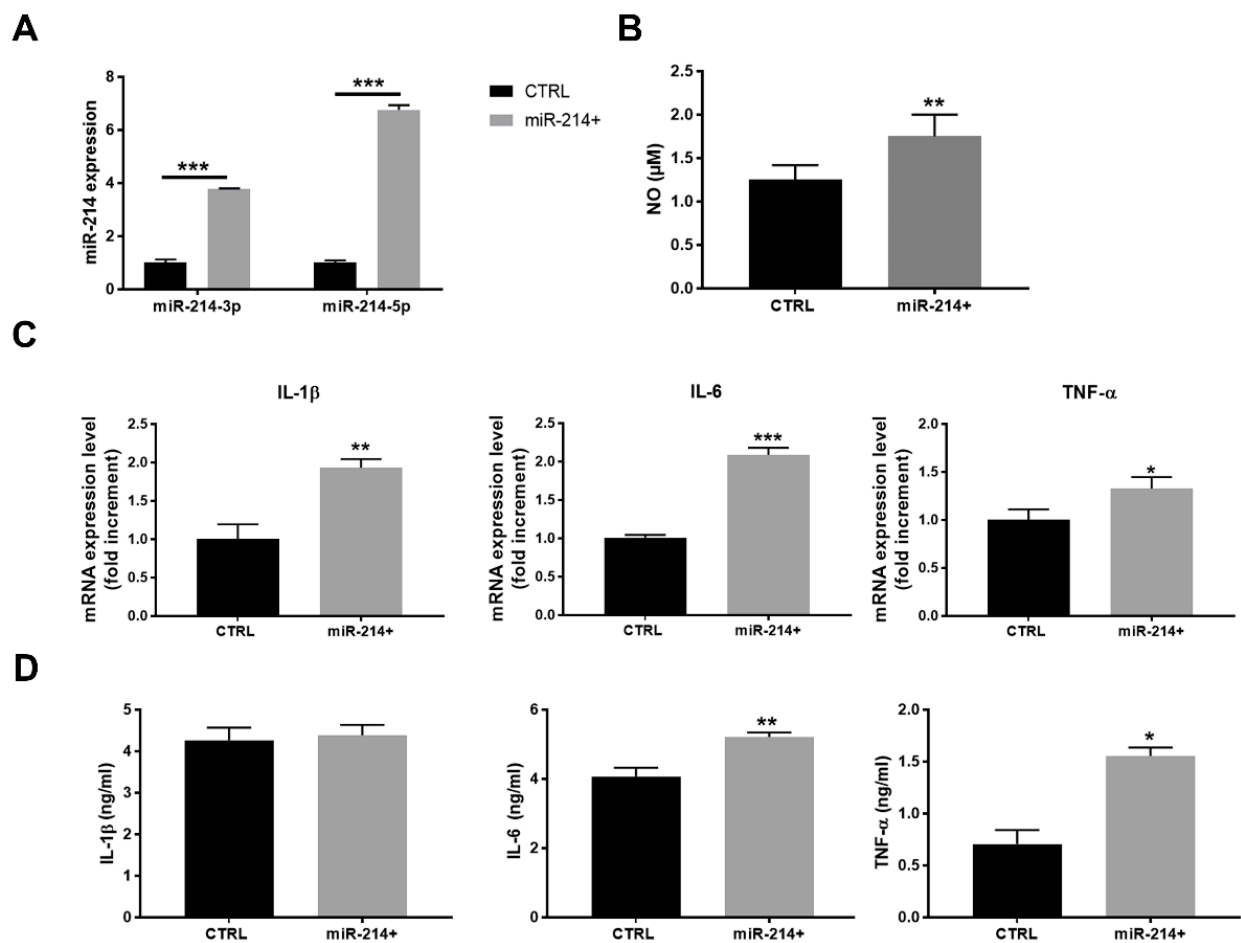 A
miR-214 expression
8
6
4
2
0
***
***
miR-214-3p
miR-214-5p
CTRL
miR-214+
B
NO (µM)
2.5
2.0
1.5
1.0
0.5
0.0
**
CTRL
miR-214+
C
IL-1β
mRNA expression level
(fold increment)
2.5
2.0
1.5
1.0
0.5
0.0
**
CTRL
miR-214+
IL-6
mRNA expression level
(fold increment)
2.5
2.0
1.5
1.0
0.5
0.0
***
CTRL
miR-214+
TNF-α
mRNA expression level
(fold increment)
2.0
1.5
1.0
0.5
0.0
*
CTRL
miR-214+
D
IL-1β (ng/ml)
5
4
3
2
1
0
CTRL
miR-214+
IL-6 (ng/ml)
6
4
2
0
**
CTRL
miR-214+
TNF-α (ng/ml)
2.0
1.5
1.0
0.5
0.0
*
CTRL
miR-214+